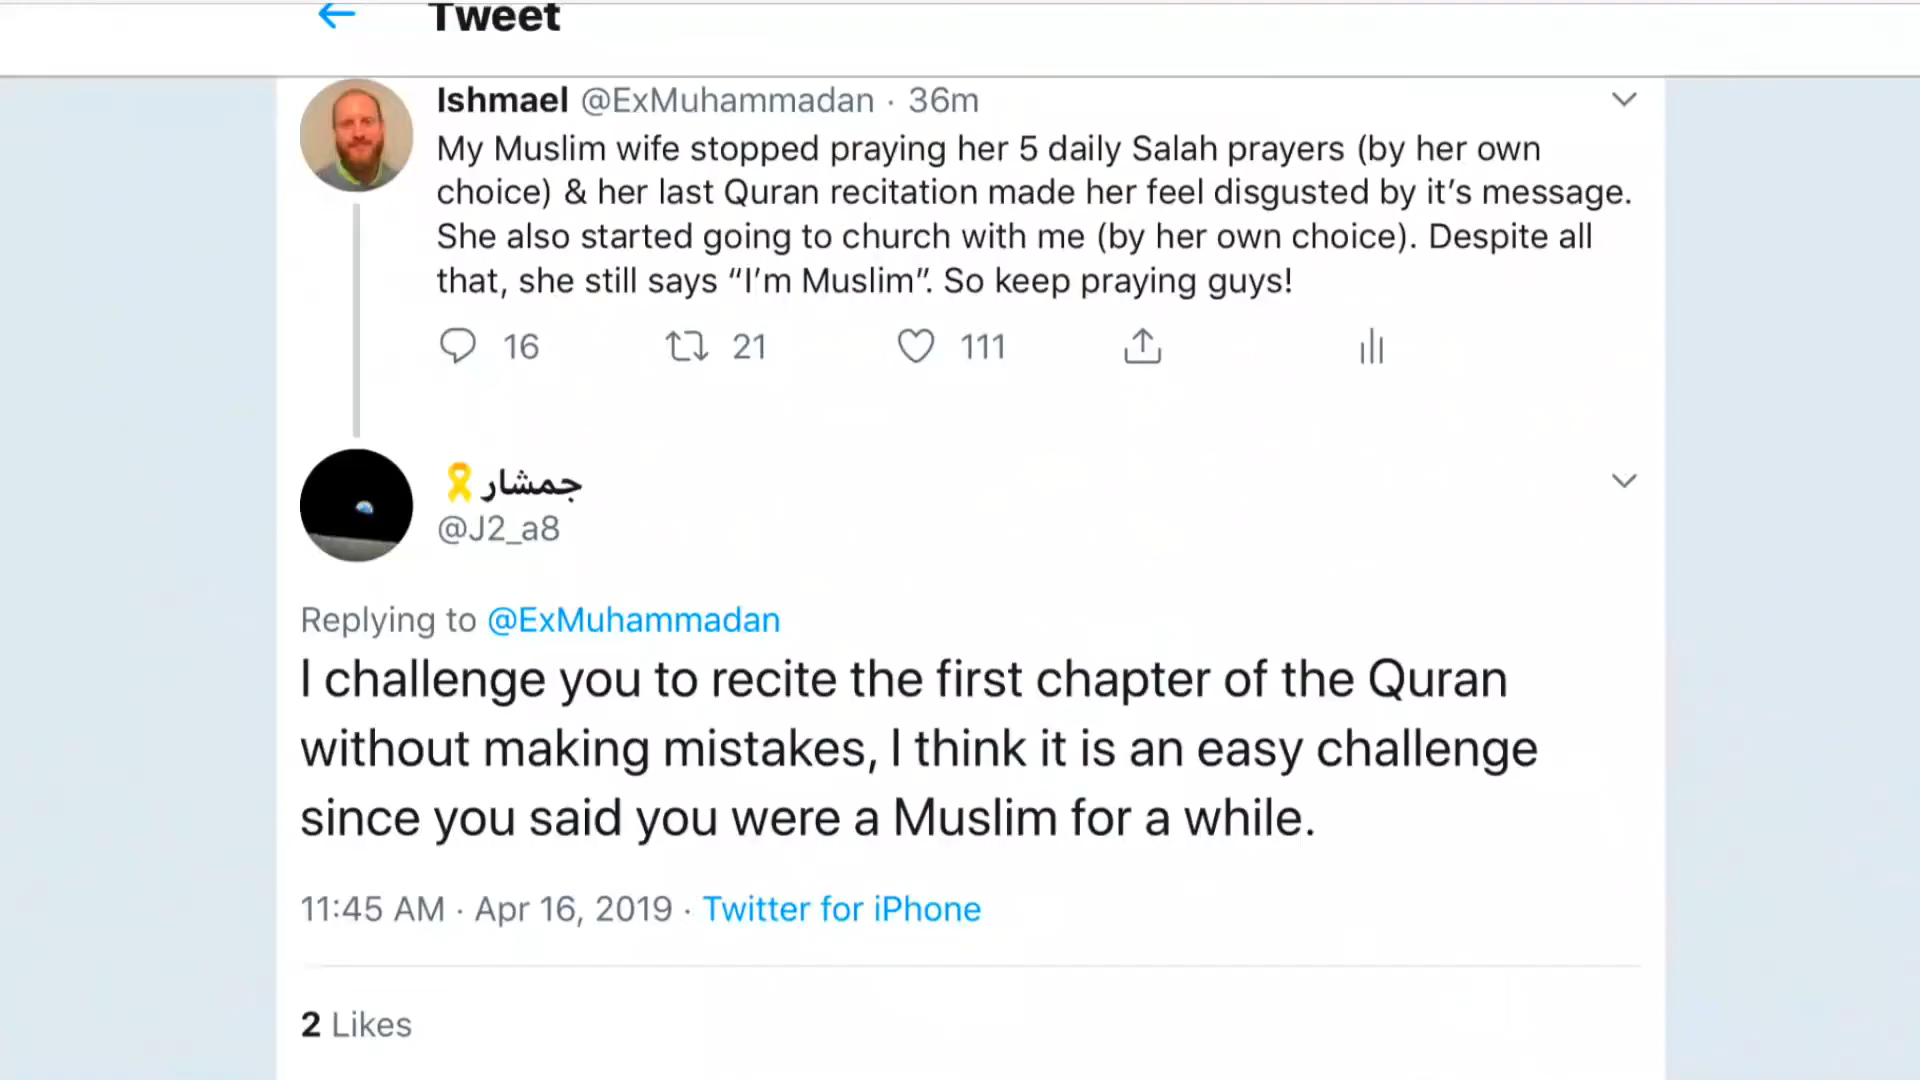 Tweet
Ishmael @ExMuhammadan · 36m
My Muslim wife stopped praying her 5 daily Salah prayers (by her own
choice) & her last Quran recitation made her feel disgusted by it’s message.
She also started going to church with me (by her own choice). Despite all
that, she still says “I’m Muslim”. So keep praying guys!
16 21 111
جمشار🎗
@J2_a8
Replying to @ExMuhammadan
I challenge you to recite the first chapter of the Quran
without making mistakes, I think it is an easy challenge
since you said you were a Muslim for a while.
11:45 AM · Apr 16, 2019 · Twitter for iPhone
2 Likes